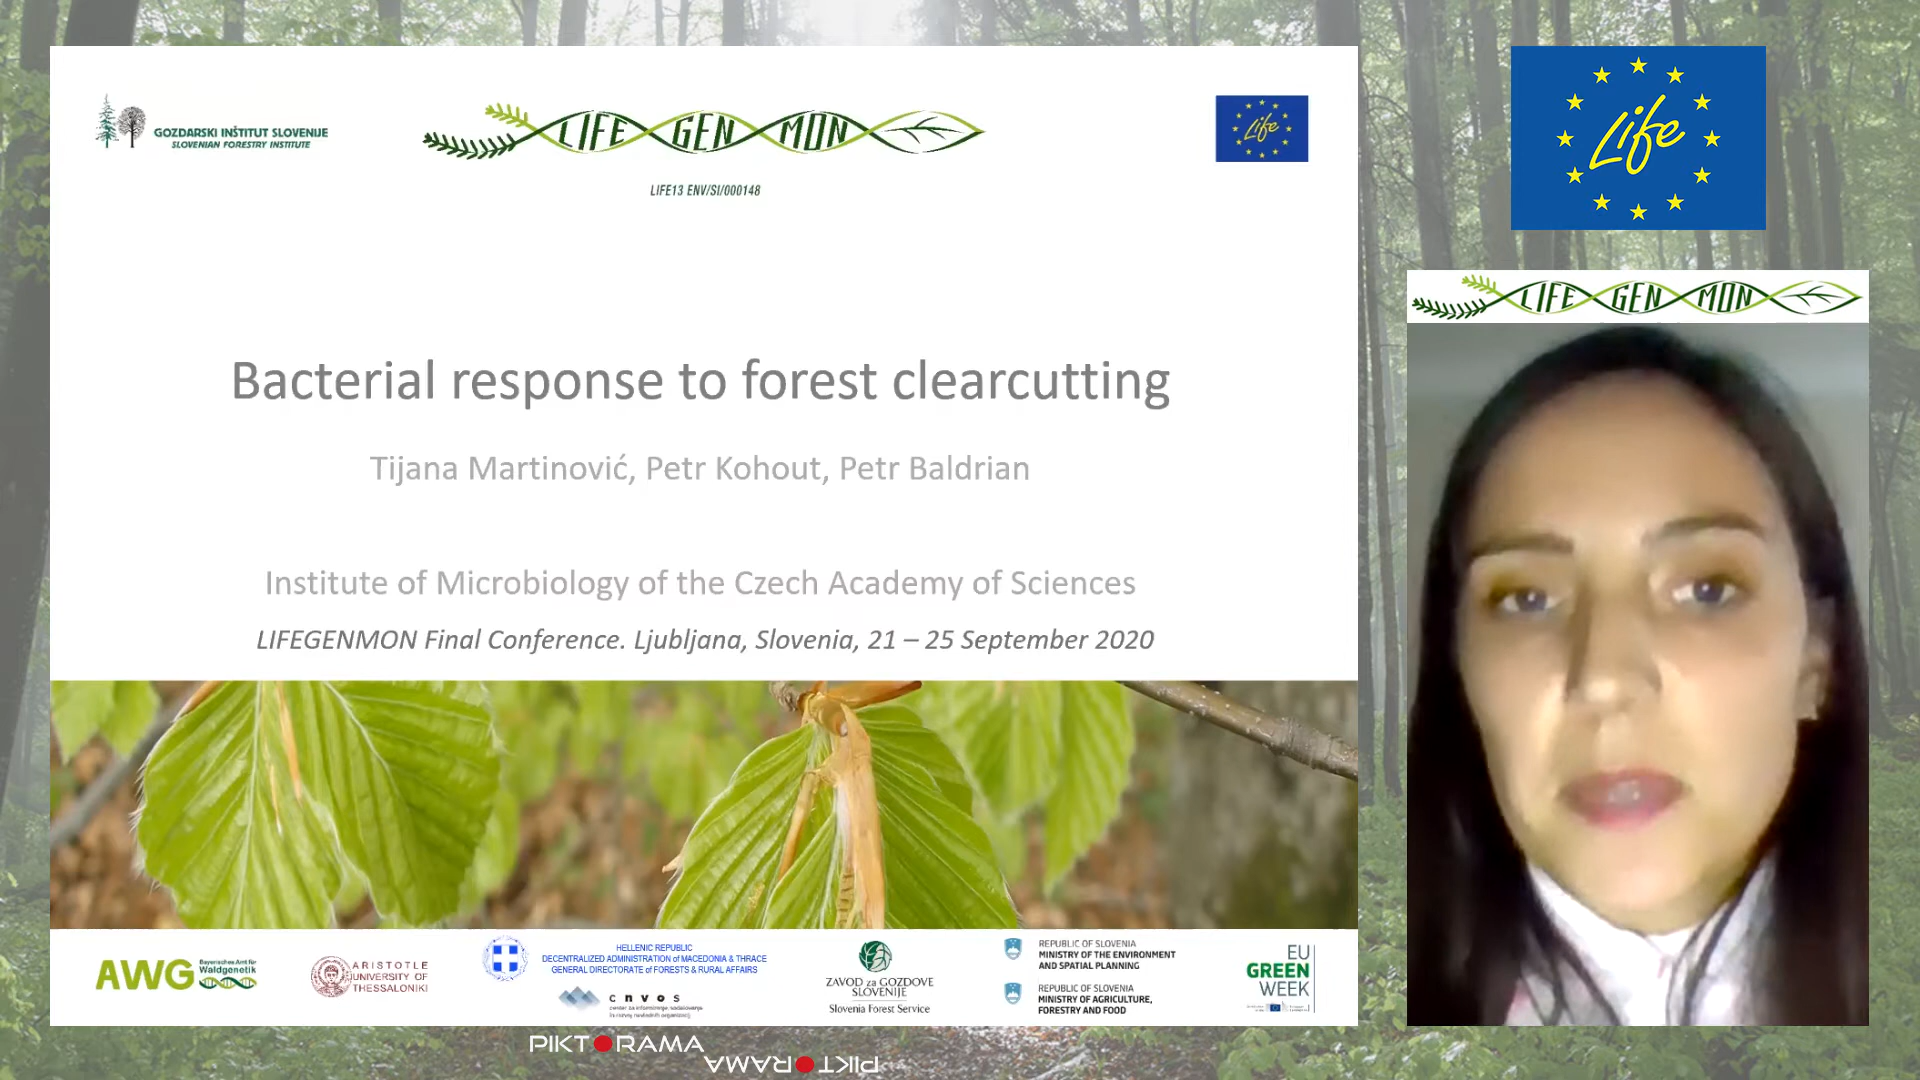 GOZDARSKI INŠTITUT SLOVENIJE
SLOVENIAN FORESTRY INSTITUTE
LIFE GEN MON
LIFE13 ENV/SI/000148
Life
Life
LIFE GEN MON
Bacterial response to forest clearcutting
Tijana Martinović, Petr Kohout, Petr Baldrian
Institute of Microbiology of the Czech Academy of Sciences
LIFEGENMON Final Conference. Ljubljana, Slovenia, 21 – 25 September 2020
AWG Bayerisches Amt für
Waldgenetik
ARISTOTLE
UNIVERSITY OF
THESSALONIKI
HELLENIC REPUBLIC
DECENTRALIZED ADMINISTRATION of MACEDONIA & THRACE
GENERAL DIRECTORATE of FORESTS & RURAL AFFAIRS
cnvos
ZAVOD za GOZDOVE
SLOVENIJE
Slovenia Forest Service
REPUBLIC OF SLOVENIA
MINISTRY OF THE ENVIRONMENT
AND SPATIAL PLANNING
REPUBLIC OF SLOVENIA
MINISTRY OF AGRICULTURE,
FORESTRY AND FOOD
EU
GREEN
WEEK
PIKTORAMA
PIKTORAMA